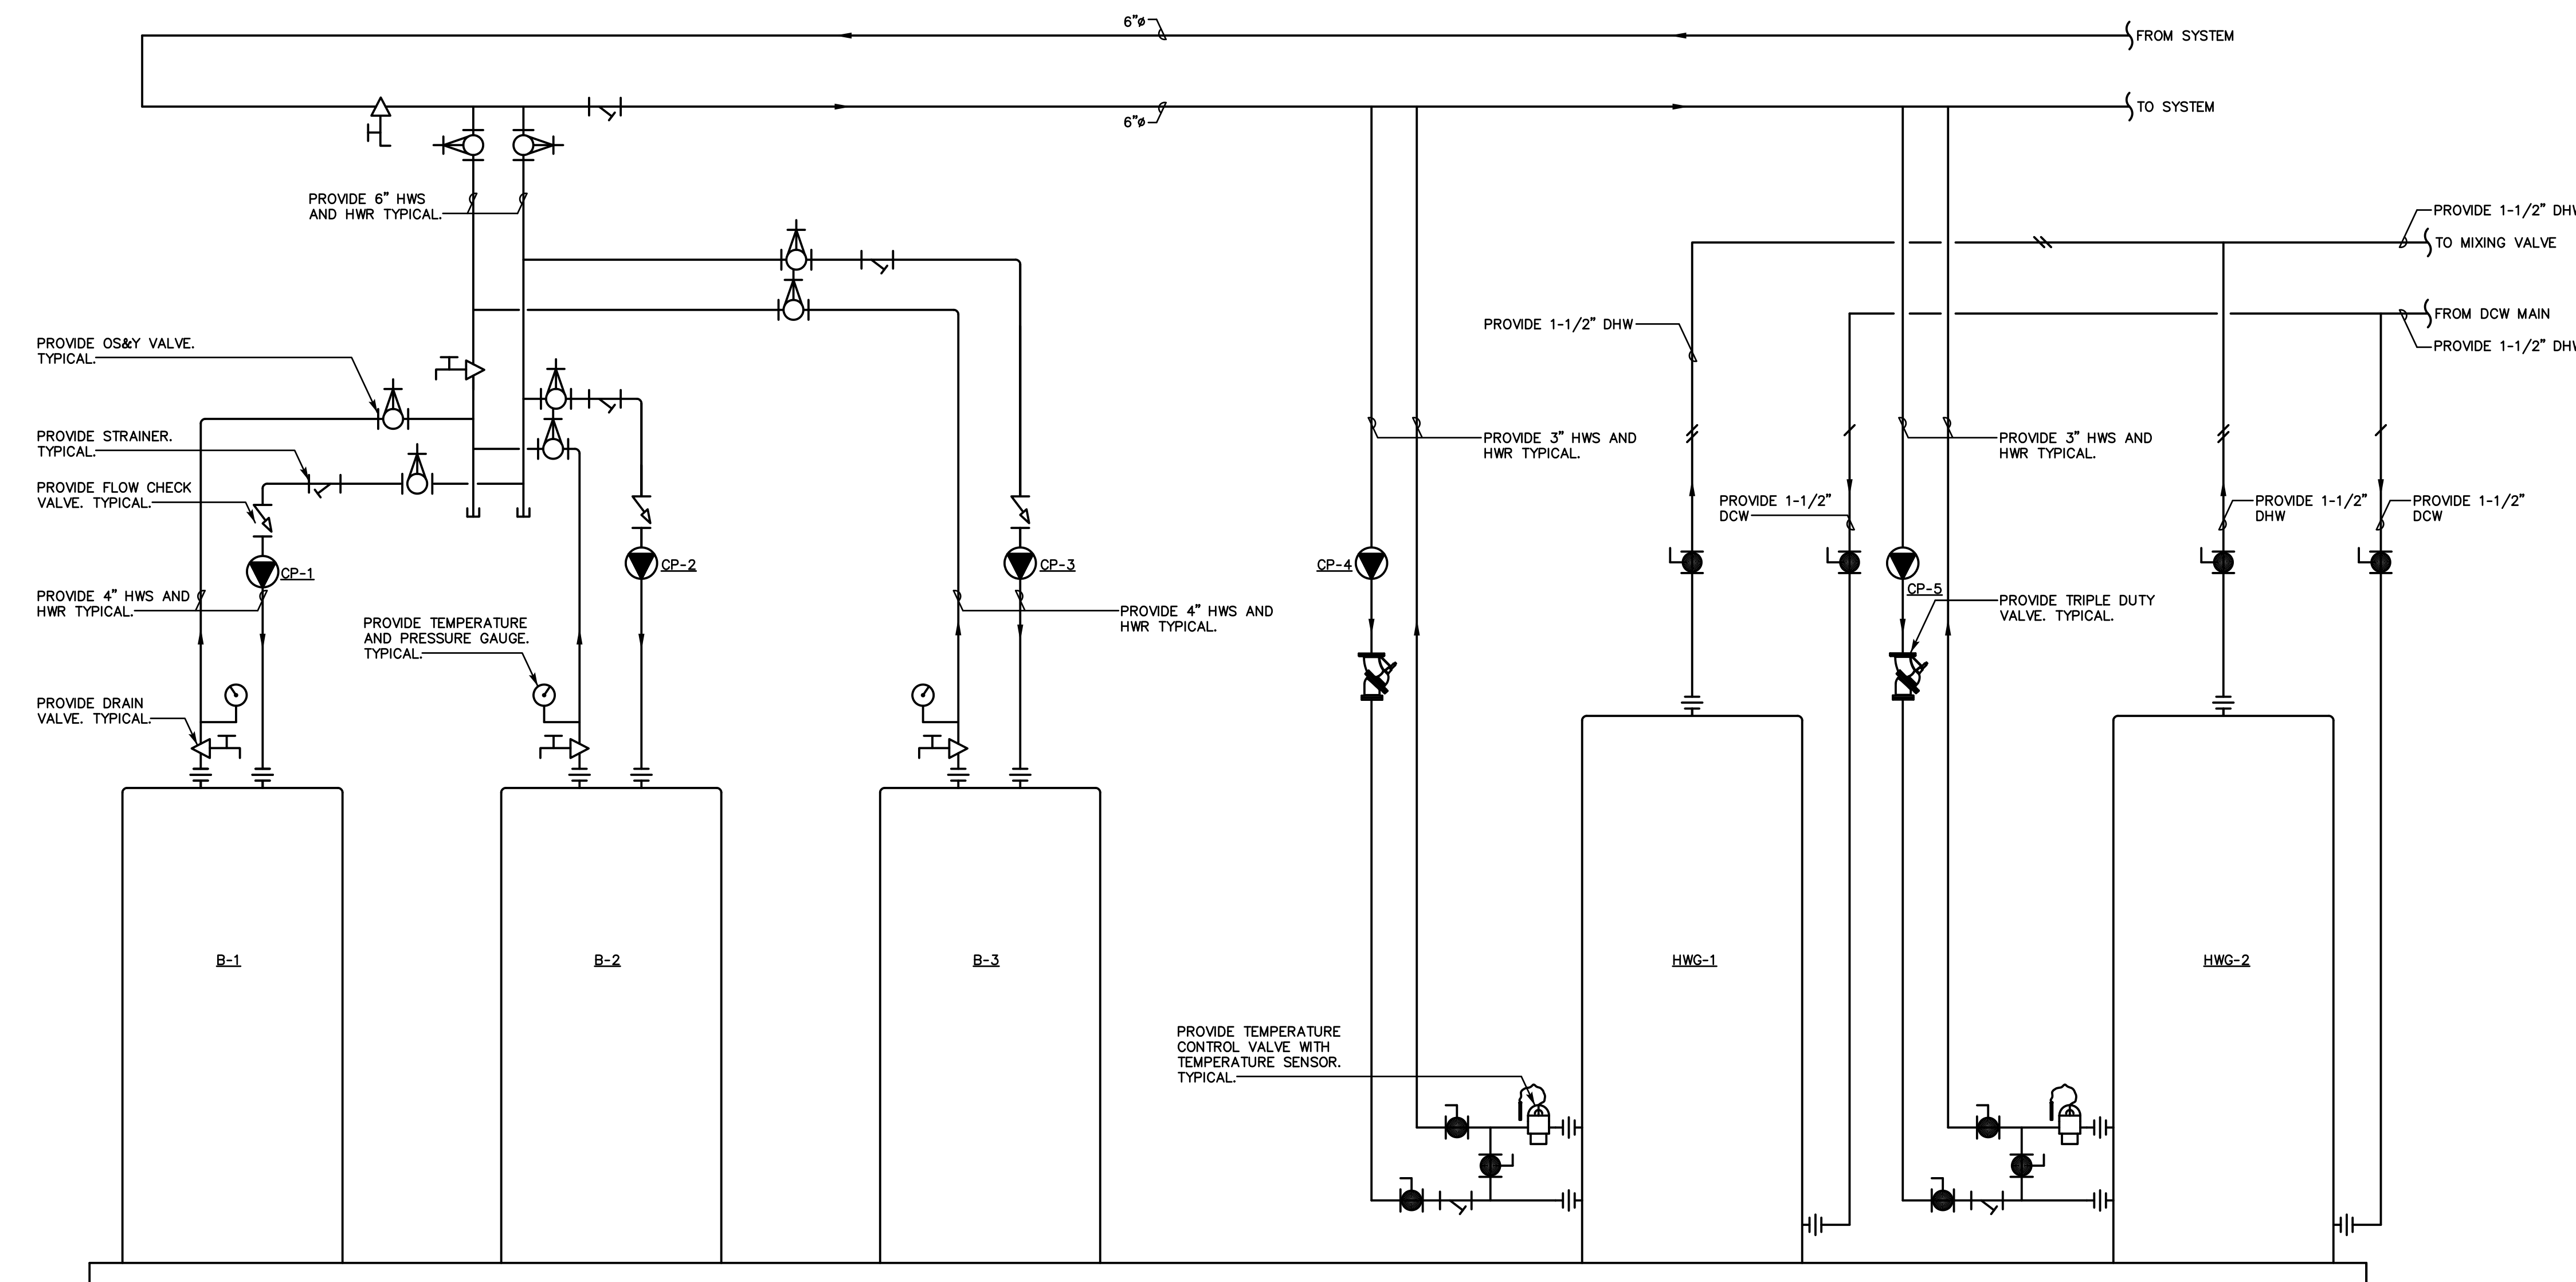 6"ø
FROM SYSTEM
6"ø
TO SYSTEM
PROVIDE 6" HWS
AND HWR TYPICAL.
PROVIDE 1-1/2" DH
TO MIXING VALVE
FROM DCW MAIN
PROVIDE 1-1/2" DH
PROVIDE 1-1/2" DHW
PROVIDE OS&Y VALVE.
TYPICAL.
PROVIDE STRAINER.
TYPICAL.
PROVIDE FLOW CHECK
VALVE. TYPICAL.
PROVIDE 3" HWS AND
HWR TYPICAL.
PROVIDE 3" HWS AND
HWR TYPICAL.
PROVIDE 1-1/2"
DCW
PROVIDE 1-1/2"
DHW
PROVIDE 1-1/2"
DCW
CP-1
CP-2
CP-3
CP-4
CP-5
PROVIDE 4" HWS AND
HWR TYPICAL.
PROVIDE TEMPERATURE
AND PRESSURE GAUGE.
TYPICAL.
PROVIDE 4" HWS AND
HWR TYPICAL.
PROVIDE TRIPLE DUTY
VALVE. TYPICAL.
PROVIDE DRAIN
VALVE. TYPICAL.
B-1
B-2
B-3
HWG-1
HWG-2
PROVIDE TEMPERATURE
CONTROL VALVE WITH
TEMPERATURE SENSOR.
TYPICAL.